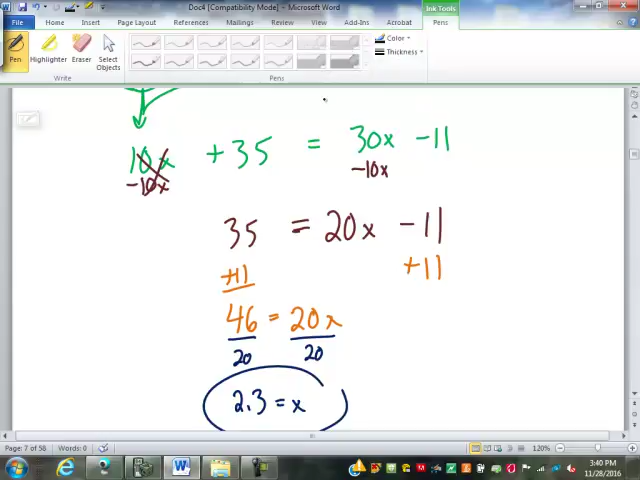 Doc4 [Compatibility Mode] - Microsoft Word
Ink Tools
File Home Insert Page Layout References Mailings Review View Add-Ins Acrobat Pens
Pen Highlighter Eraser Select Objects
Color
Thickness
Write Pens
10x + 35 = 30x - 11
-10x -10x
35 = 20x - 11
+11 +11
46 = 20x
20 20
2.3 = x
Page: 7 of 58 Words: 0 120%
3:40 PM
11/28/2016